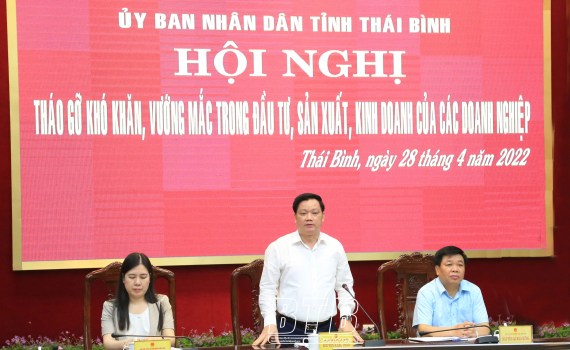 ỦY BAN NHÂN DÂN TỈNH THÁI BÌNH
HỘI NGHỊ
THÁO GỠ KHÓ KHĂN, VƯỚNG MẮC TRONG ĐẦU TƯ, SẢN XUẤT, KINH DOANH CỦA CÁC DOANH NGHIỆP
Thái Bình, ngày 28 tháng 4 năm 2022